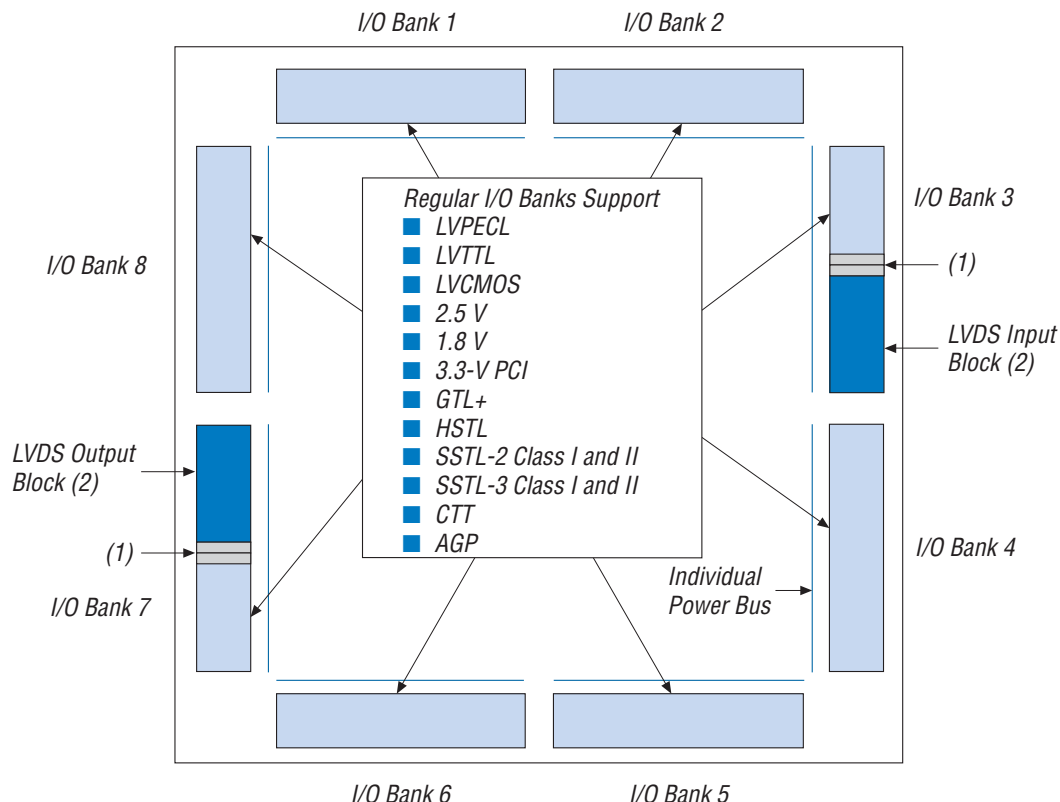 I/O Bank 1
I/O Bank 2
Regular I/O Banks Support
LVPECL
LVTTL
LVCMOS
2.5 V
1.8 V
3.3-V PCI
GTL+
HSTL
SSTL-2 Class I and II
SSTL-3 Class I and II
CTT
AGP
I/O Bank 3
(1)
LVDS Input
Block (2)
I/O Bank 8
LVDS Output
Block (2)
(1)
I/O Bank 7
I/O Bank 4
Individual
Power Bus
I/O Bank 6
I/O Bank 5